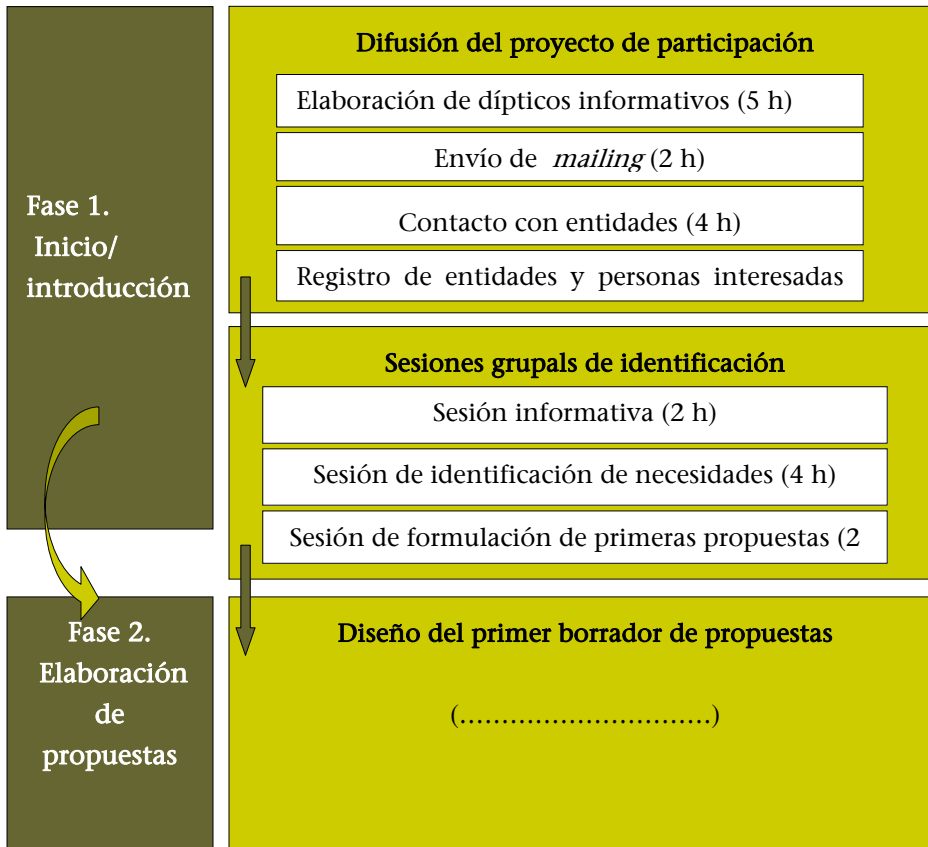 Fase 1.
Inicio/
introducción
Difusión del proyecto de participación
Elaboración de dípticos informativos (5 h)
Envío de mailing (2 h)
Contacto con entidades (4 h)
Registro de entidades y personas interesadas
Sesiones grupals de identificación
Sesión informativa (2 h)
Sesión de identificación de necesidades (4 h)
Sesión de formulación de primeras propuestas (2
Fase 2.
Elaboración
de
propuestas
Diseño del primer borrador de propuestas
(..............................)